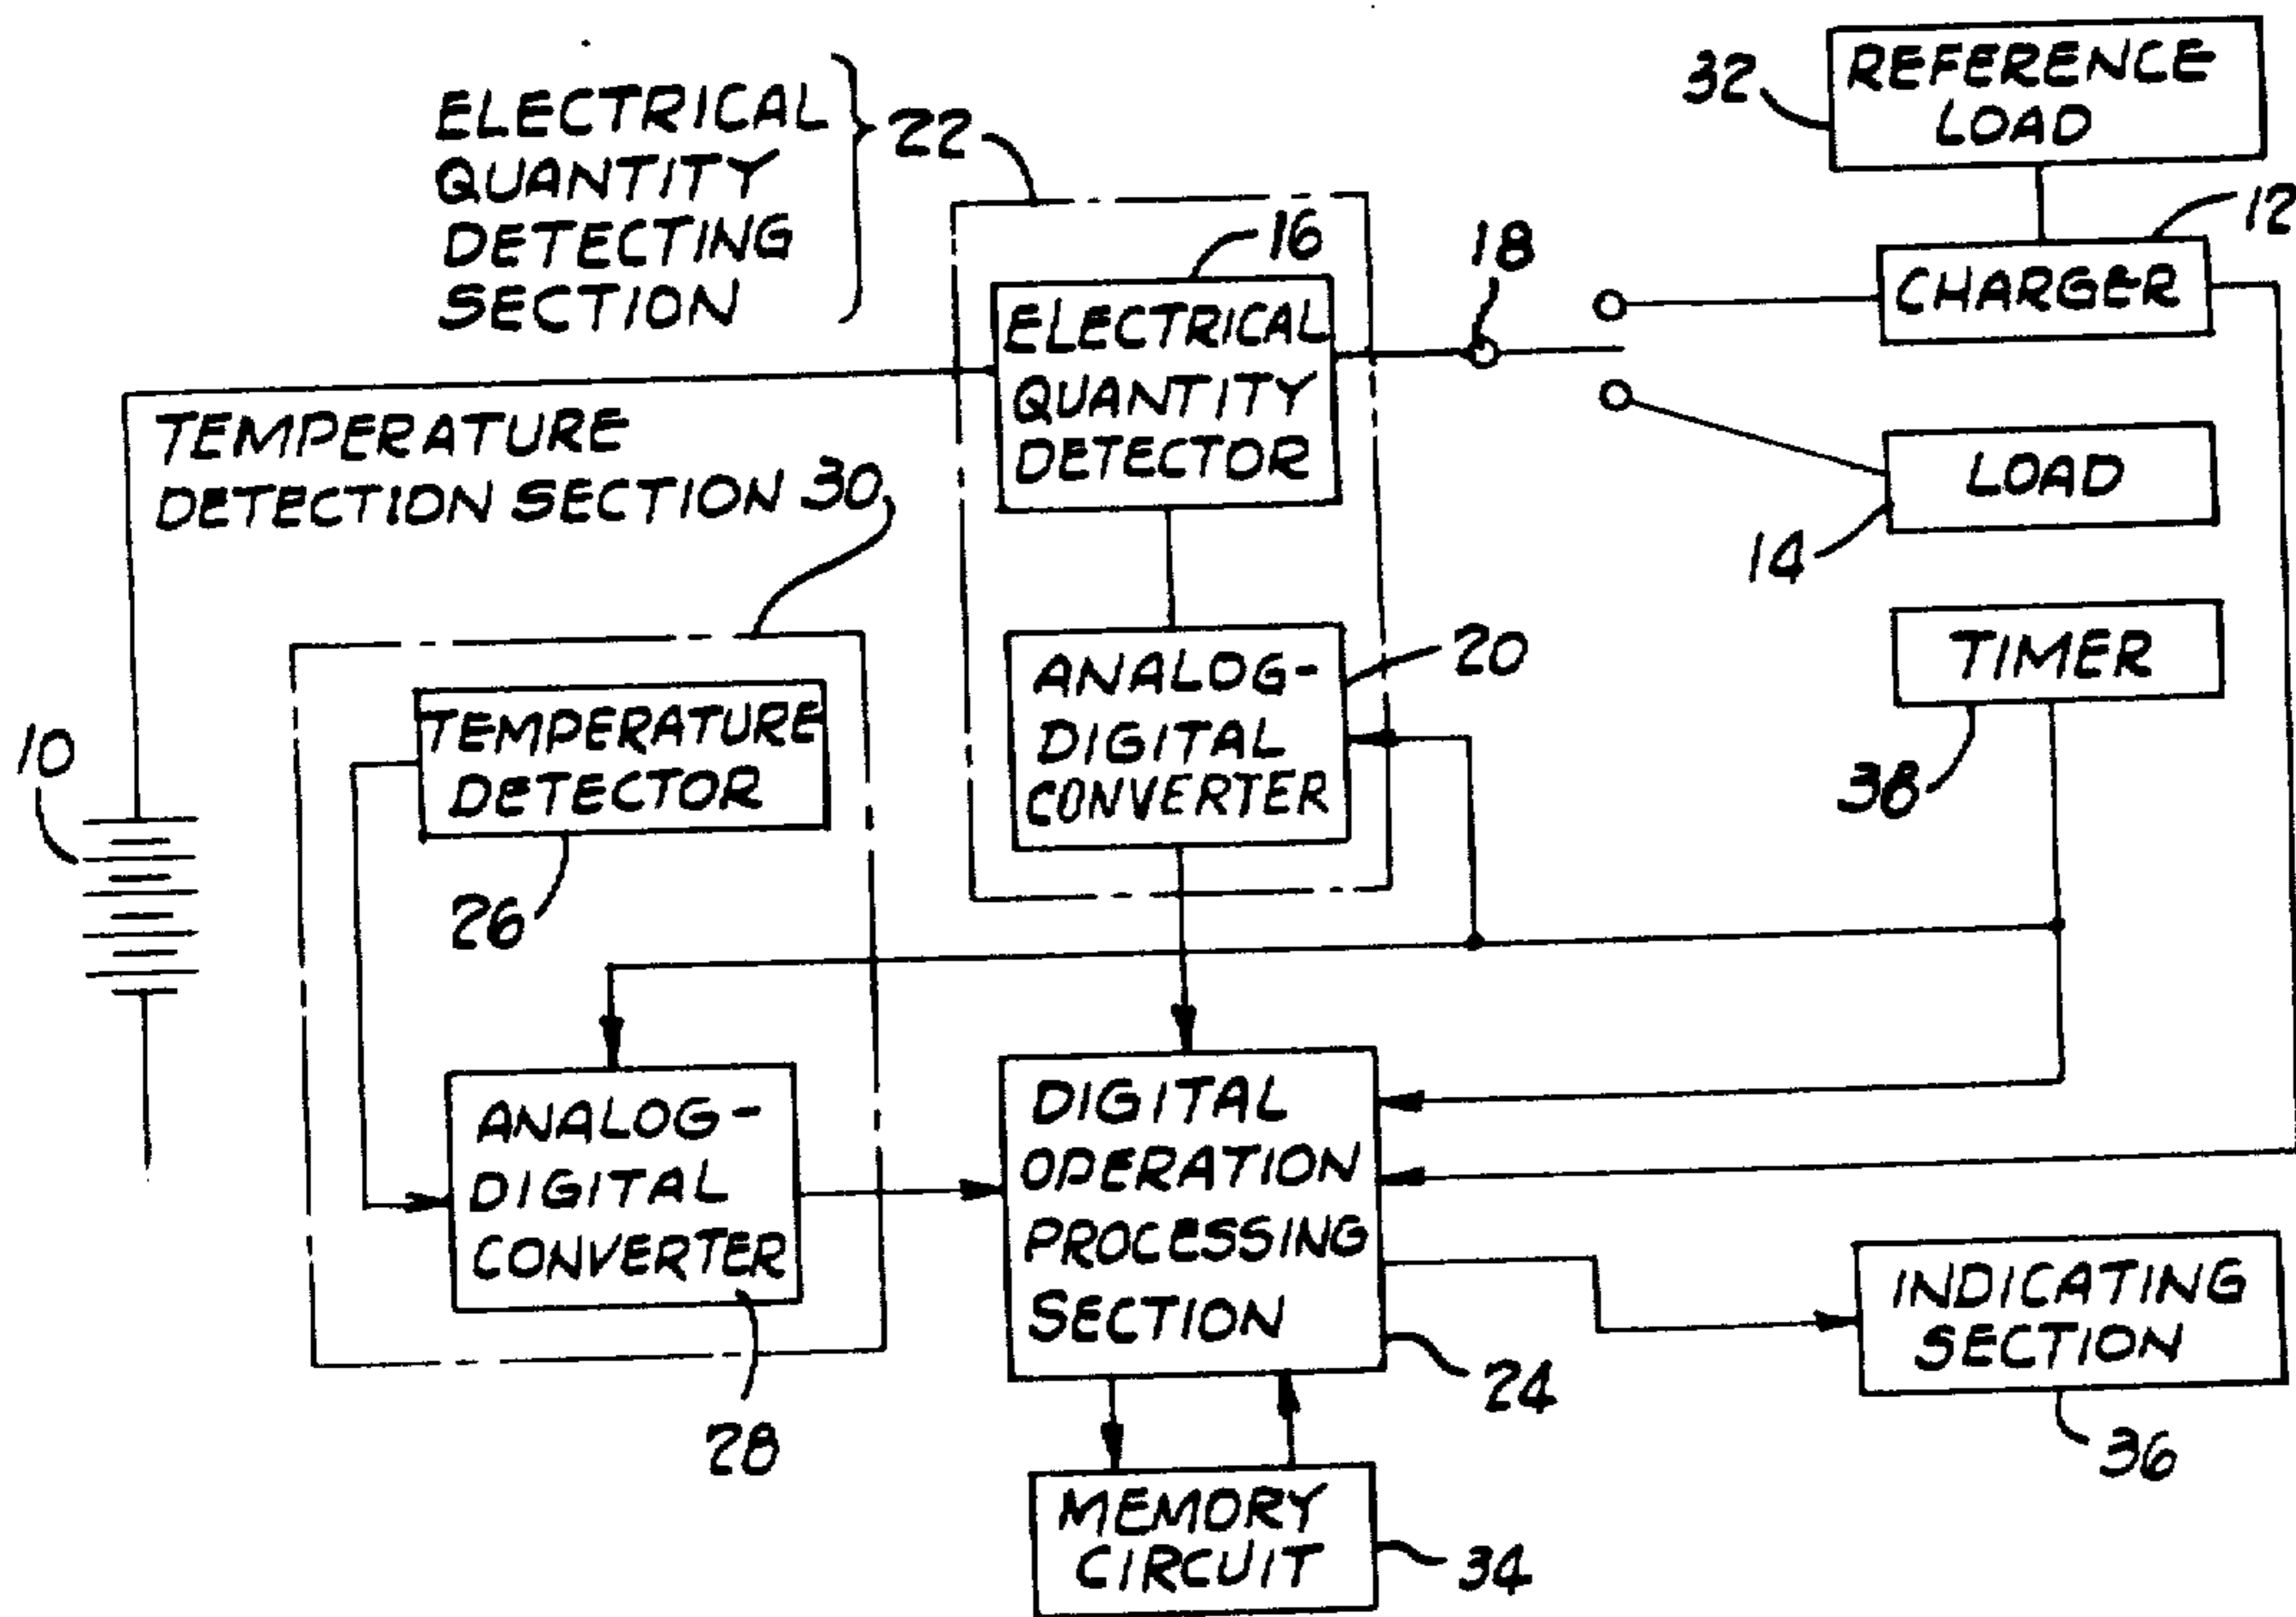 ELECTRICAL
QUANTITY
DETECTING
SECTION
22
32
REFERENCE
LOAD
12
CHARGER
16
18
ELECTRICAL
QUANTITY
DETECTOR
TEMPERATURE
DETECTION SECTION 30
LOAD
14
TIMER
38
20
ANALOG-
DIGITAL
CONVERTER
10
TEMPERATURE
DETECTOR
26
ANALOG-
DIGITAL
CONVERTER
28
DIGITAL
OPERATION
PROCESSING
SECTION
24
INDICATING
SECTION
36
MEMORY
CIRCUIT
34